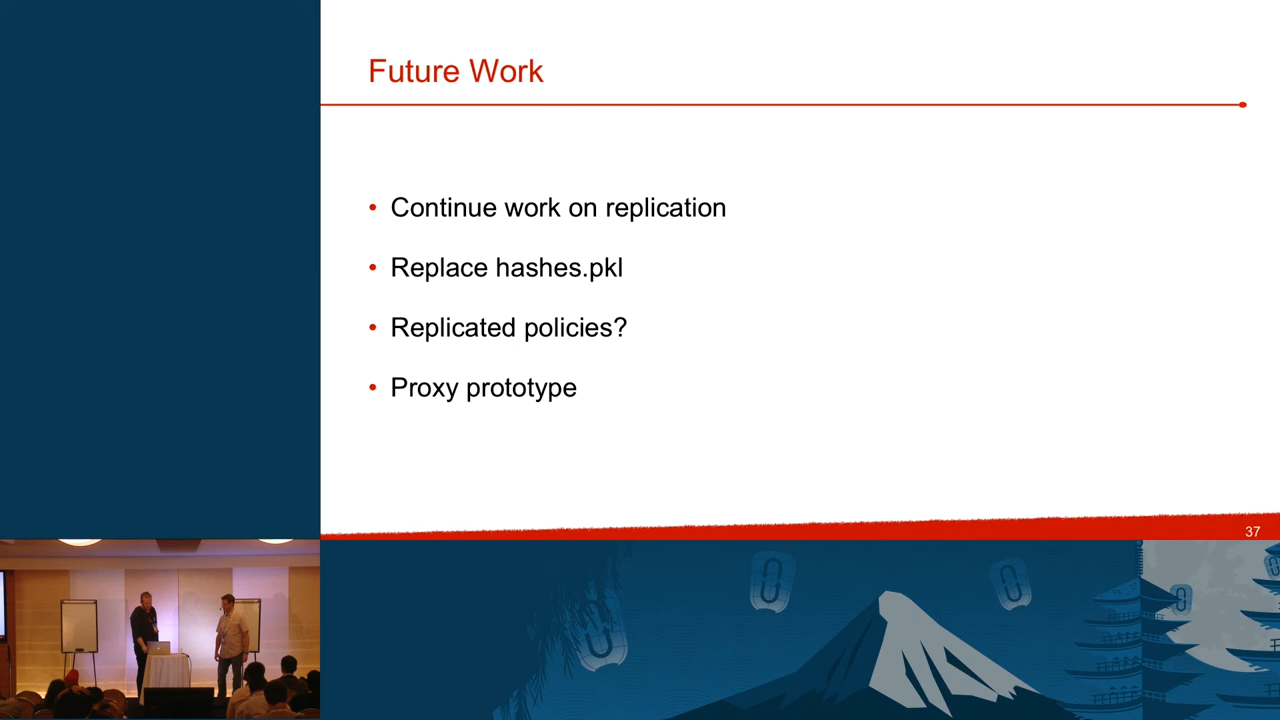 Future Work
• Continue work on replication
• Replace hashes.pkl
• Replicated policies?
• Proxy prototype
37